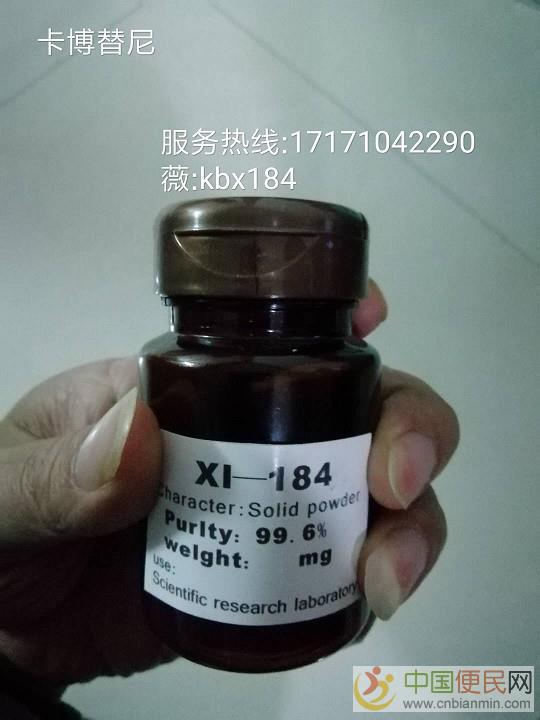 卡博替尼
服务热线:17171042290
薇:kbx184
XI—184
Character:Solid powder
Purity: 99.6%
weight: mg
use:
Scientific research laboratory
中国便民网
www.cnbianmin.com